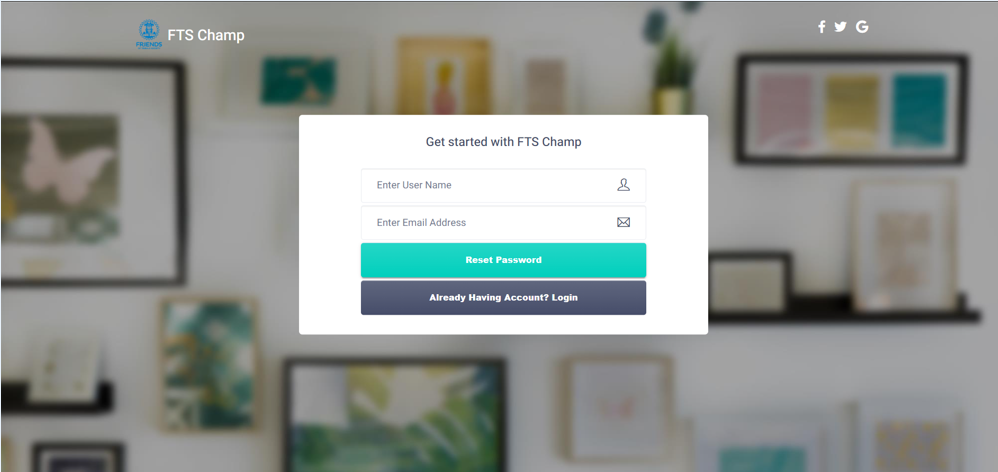 FRIENDS
FTS Champ
Get started with FTS Champ
Enter User Name
Enter Email Address
Reset Password
Already Having Account? Login